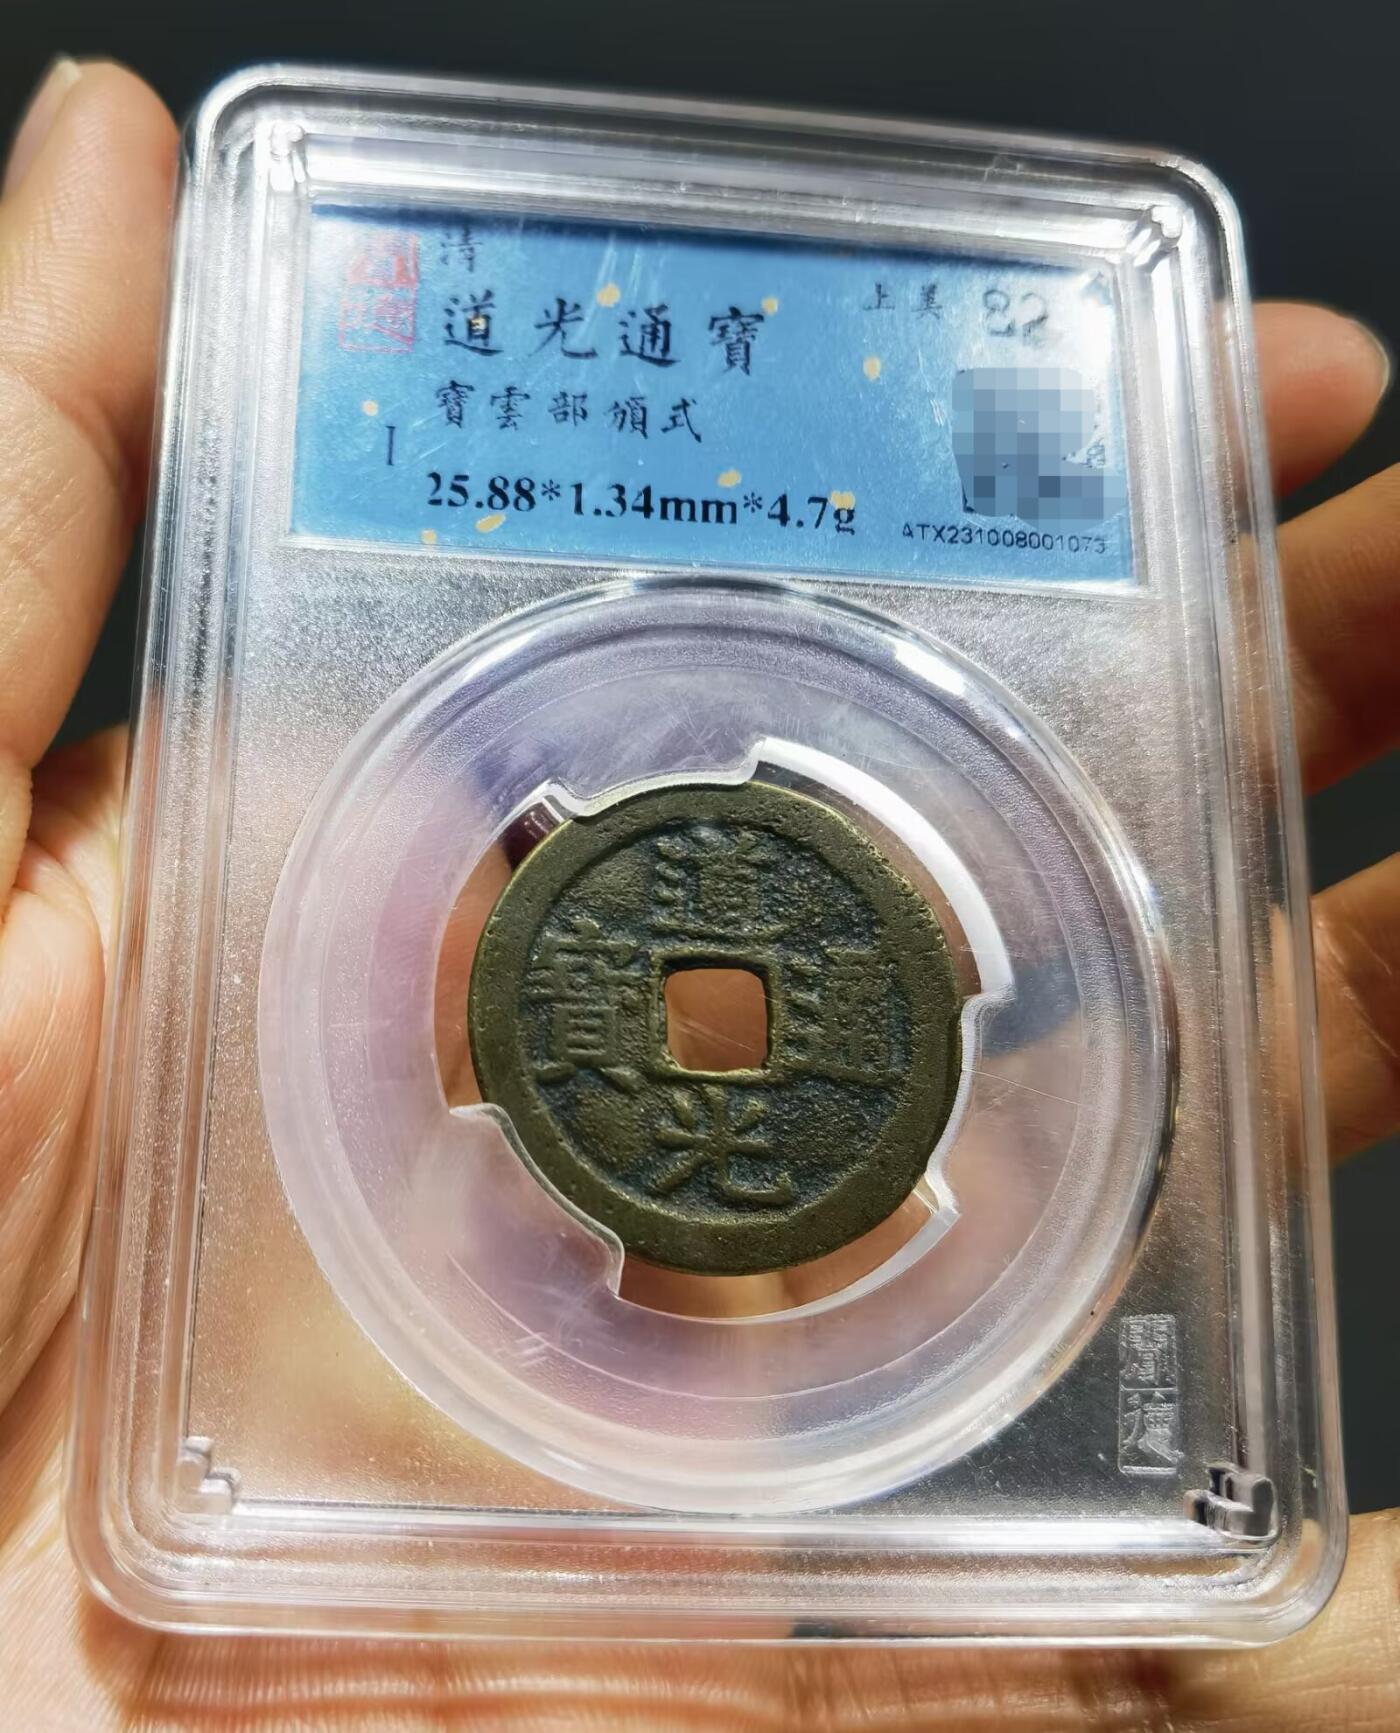 清
道光通寶
上美 82
寶雲部頒式
I
25.88*1.34mm*4.7g
ATX231008001073
道光通寶